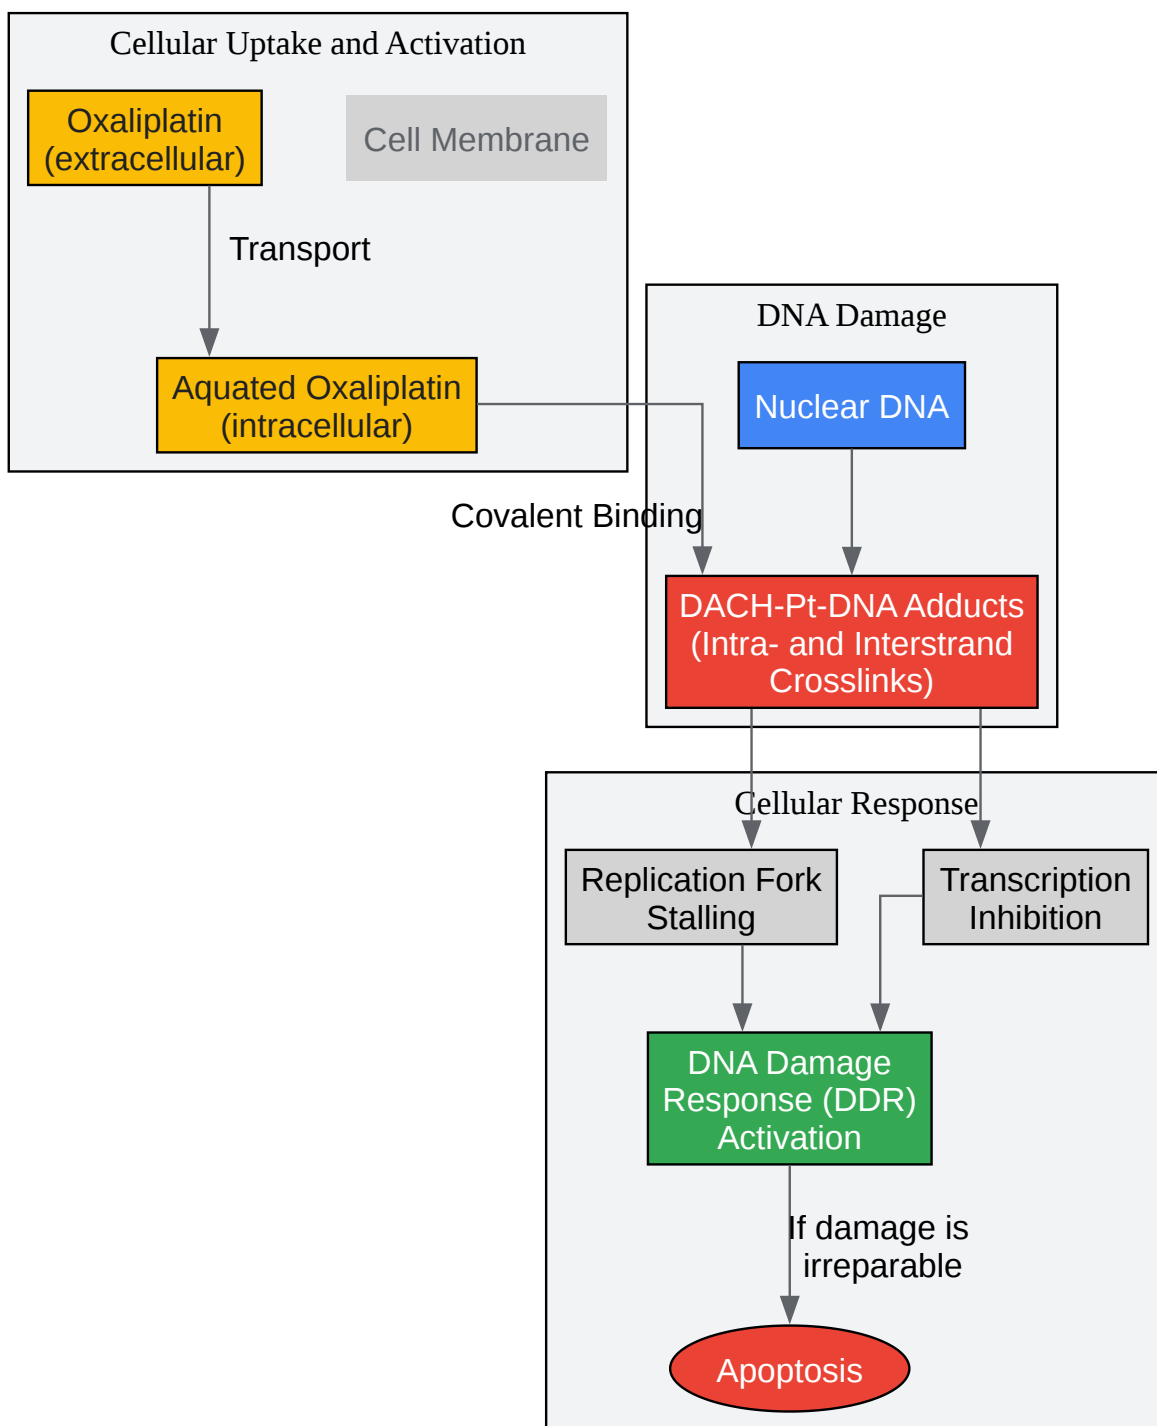 Cellular Uptake and Activation
Oxaliplatin
(extracellular)
Cell Membrane
Transport
Aquated Oxaliplatin
(intracellular)
DNA Damage
Nuclear DNA
Covalent Binding
DACH-Pt-DNA Adducts
(Intra- and Interstrand
Crosslinks)
Cellular Response
Replication Fork
Stalling
Transcription
Inhibition
DNA Damage
Response (DDR)
Activation
If damage is
irreparable
Apoptosis